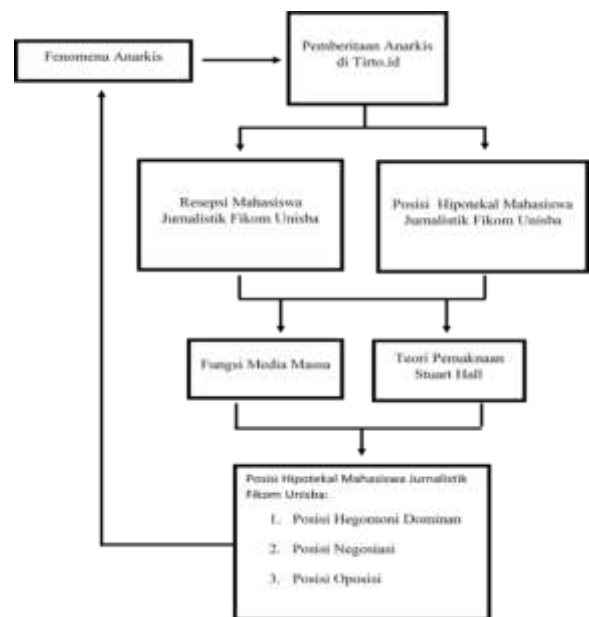 Fenomena Anarkis
Pemberitaan Anarkis
di Tirto.id
Resepsi Mahasiswa
Jurnalistik Fikom Unisba
Posisi Hipotekal Mahasiswa
Jurnalistik Fikom Unisba
Fungsi Media Massa
Teori Pemaknaan
Stuart Hall
Posisi Hipotekal Mahasiswa Jurnalistik
Fikom Unisba:
1. Posisi Hegomoni Dominan
2. Posisi Negosiasi
3. Posisi Oposisi